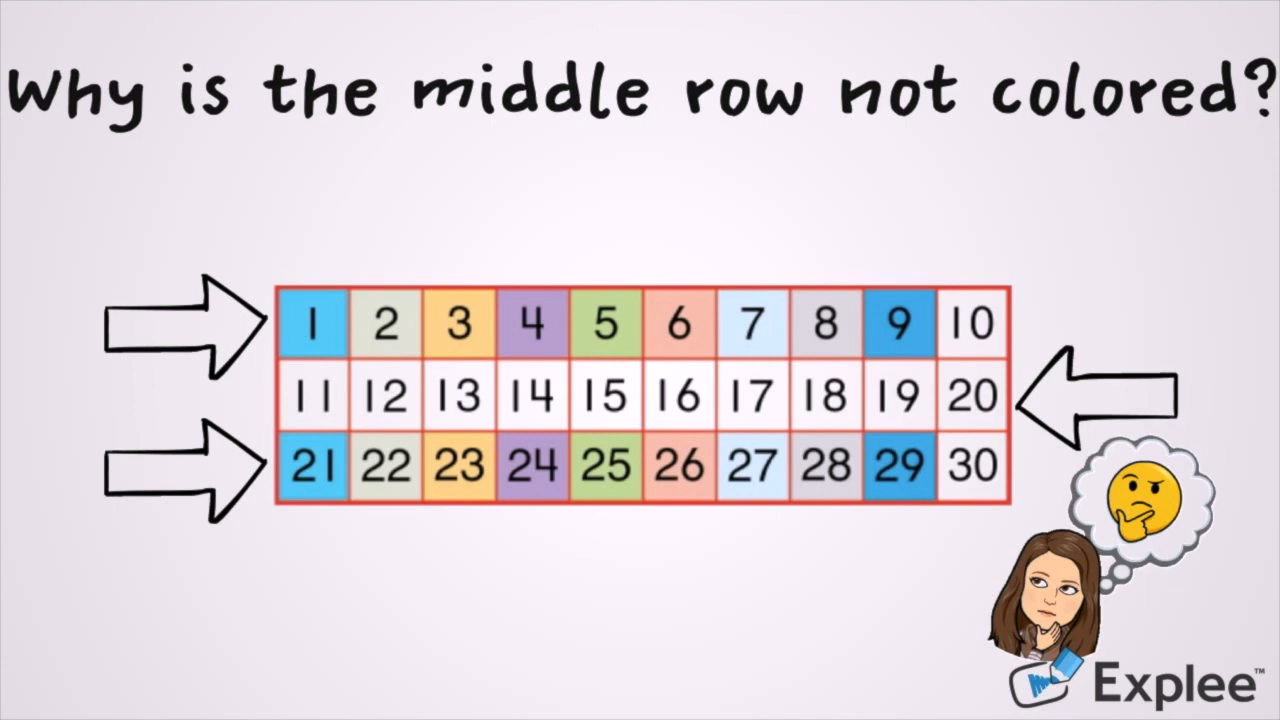 Why is the middle row not colored?
1 2 3 4 5 6 7 8 9 10
11 12 13 14 15 16 17 18 19 20
21 22 23 24 25 26 27 28 29 30
Explee™